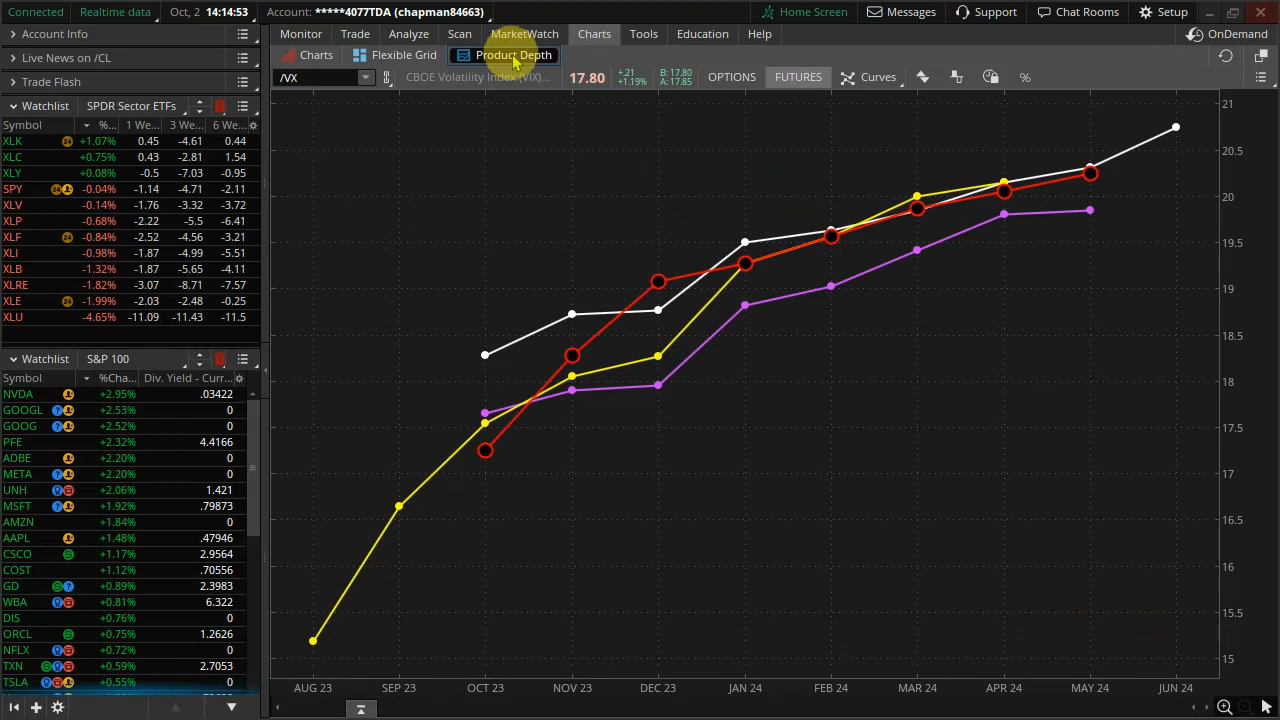 Connected Realtime data Oct, 2 14:14:53 Account: *****4077TDA (chapman84663) Home Screen Messages Support Chat Rooms Setup
Account Info
Live News on /CL
Trade Flash
Watchlist SPDR Sector ETFs
Symbol %... 1 We... 3 We... 6 We...
XLK 24 +1.07% 0.45 -4.61 0.44
XLC +0.75% 0.43 -2.81 1.54
XLY +0.08% -0.5 -7.03 -0.95
SPY 24 -0.04% -1.14 -4.71 -2.11
XLV -0.14% -1.76 -3.32 -3.72
XLP -0.68% -2.22 -5.5 -6.41
XLF 24 -0.84% -2.52 -4.56 -3.21
XLI -0.98% -1.87 -4.99 -5.51
XLB -1.32% -1.87 -5.65 -4.11
XLRE -1.82% -3.07 -8.71 -7.57
XLE 24 -1.99% -2.03 -2.48 -0.25
XLU -4.65% -11.09 -11.43 -11.5
Watchlist S&P 100
Symbol %Cha... Div. Yield - Curr...
NVDA +2.95% .03422
GOOGL +2.53% 0
GOOG +2.52% 0
PFE +2.32% 4.4166
ADBE +2.20% 0
META +2.20% 0
UNH +2.06% 1.421
MSFT +1.92% .79873
AMZN +1.84% 0
AAPL +1.48% .47946
CSCO +1.17% 2.9564
COST +1.12% .70556
GD +0.89% 2.3983
WBA +0.81% 6.322
DIS +0.76% 0
ORCL +0.75% 1.2626
NFLX +0.72% 0
TXN +0.59% 2.7053
TSLA +0.55% 0
Monitor Trade Analyze Scan MarketWatch Charts Tools Education Help OnDemand
Charts Flexible Grid Product Depth
/VX CBOE Volatility Index (VIX)... 17.80 +.21 +1.19% B: 17.80 A: 17.85 OPTIONS FUTURES Curves %
21
20.5
20
19.5
19
18.5
18
17.5
17
16.5
16
15.5
15
AUG 23 SEP 23 OCT 23 NOV 23 DEC 23 JAN 24 FEB 24 MAR 24 APR 24 MAY 24 JUN 24